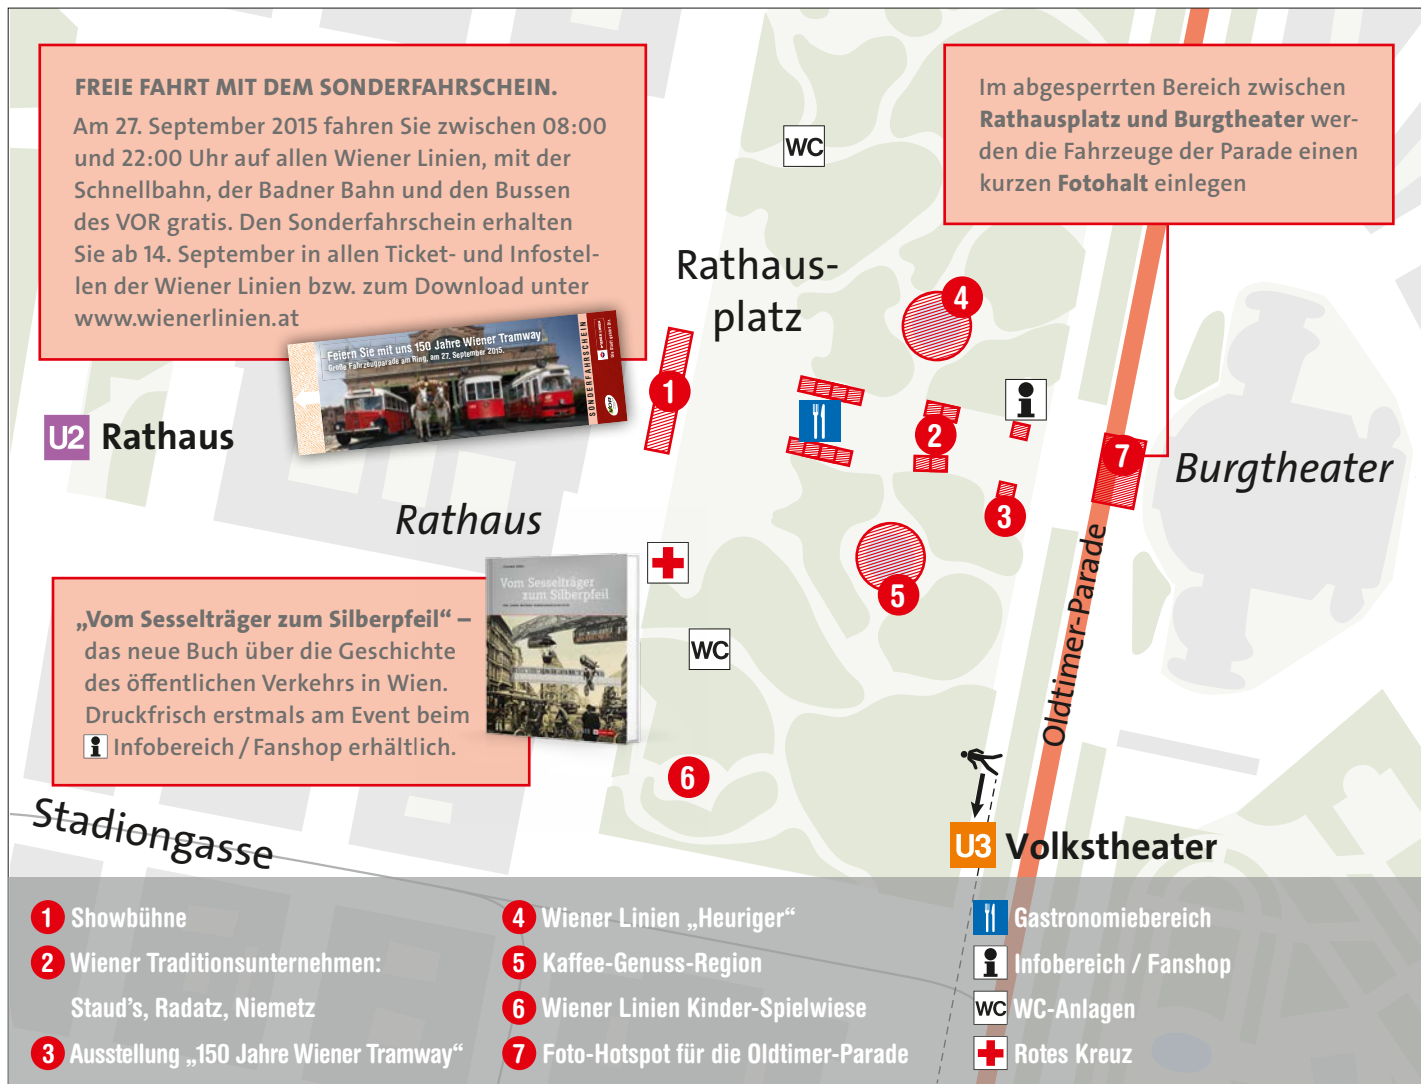 FREIE FAHRT MIT DEM SONDERFAHRSCHEIN.
Am 27. September 2015 fahren Sie zwischen 08:00
und 22:00 Uhr auf allen Wiener Linien, mit der
Schnellbahn, der Badner Bahn und den Bussen
des VOR gratis. Den Sonderfahrschein erhalten
Sie ab 14. September in allen Ticket- und Infostel-
len der Wiener Linien bzw. zum Download unter
www.wienerlinien.at
Feiern Sie mit uns 150 Jahre Wiener Tramway
Große Fahrzeugparade am Ring, am 27. September 2015.
SONDERFAHRSCHEIN
Im abgesperrten Bereich zwischen
Rathausplatz und Burgtheater wer-
den die Fahrzeuge der Parade einen
kurzen Fotohalt einlegen
WC
Rathaus-
platz
4
1
2
7
3
5
U2 Rathaus
Burgtheater
Rathaus
Oldtimer-Parade
Vom Sesselträger
zum Silberpfeil
„Vom Sesselträger zum Silberpfeil“ –
das neue Buch über die Geschichte
des öffentlichen Verkehrs in Wien.
Druckfrisch erstmals am Event beim
Infobereich / Fanshop erhältlich.
WC
6
U3 Volkstheater
Stadiongasse
1 Showbühne
2 Wiener Traditionsunternehmen:
Staud's, Radatz, Niemetz
3 Ausstellung „150 Jahre Wiener Tramway“
4 Wiener Linien „Heuriger“
5 Kaffee-Genuss-Region
6 Wiener Linien Kinder-Spielwiese
7 Foto-Hotspot für die Oldtimer-Parade
Gastronomiebereich
Infobereich / Fanshop
WC WC-Anlagen
Rotes Kreuz